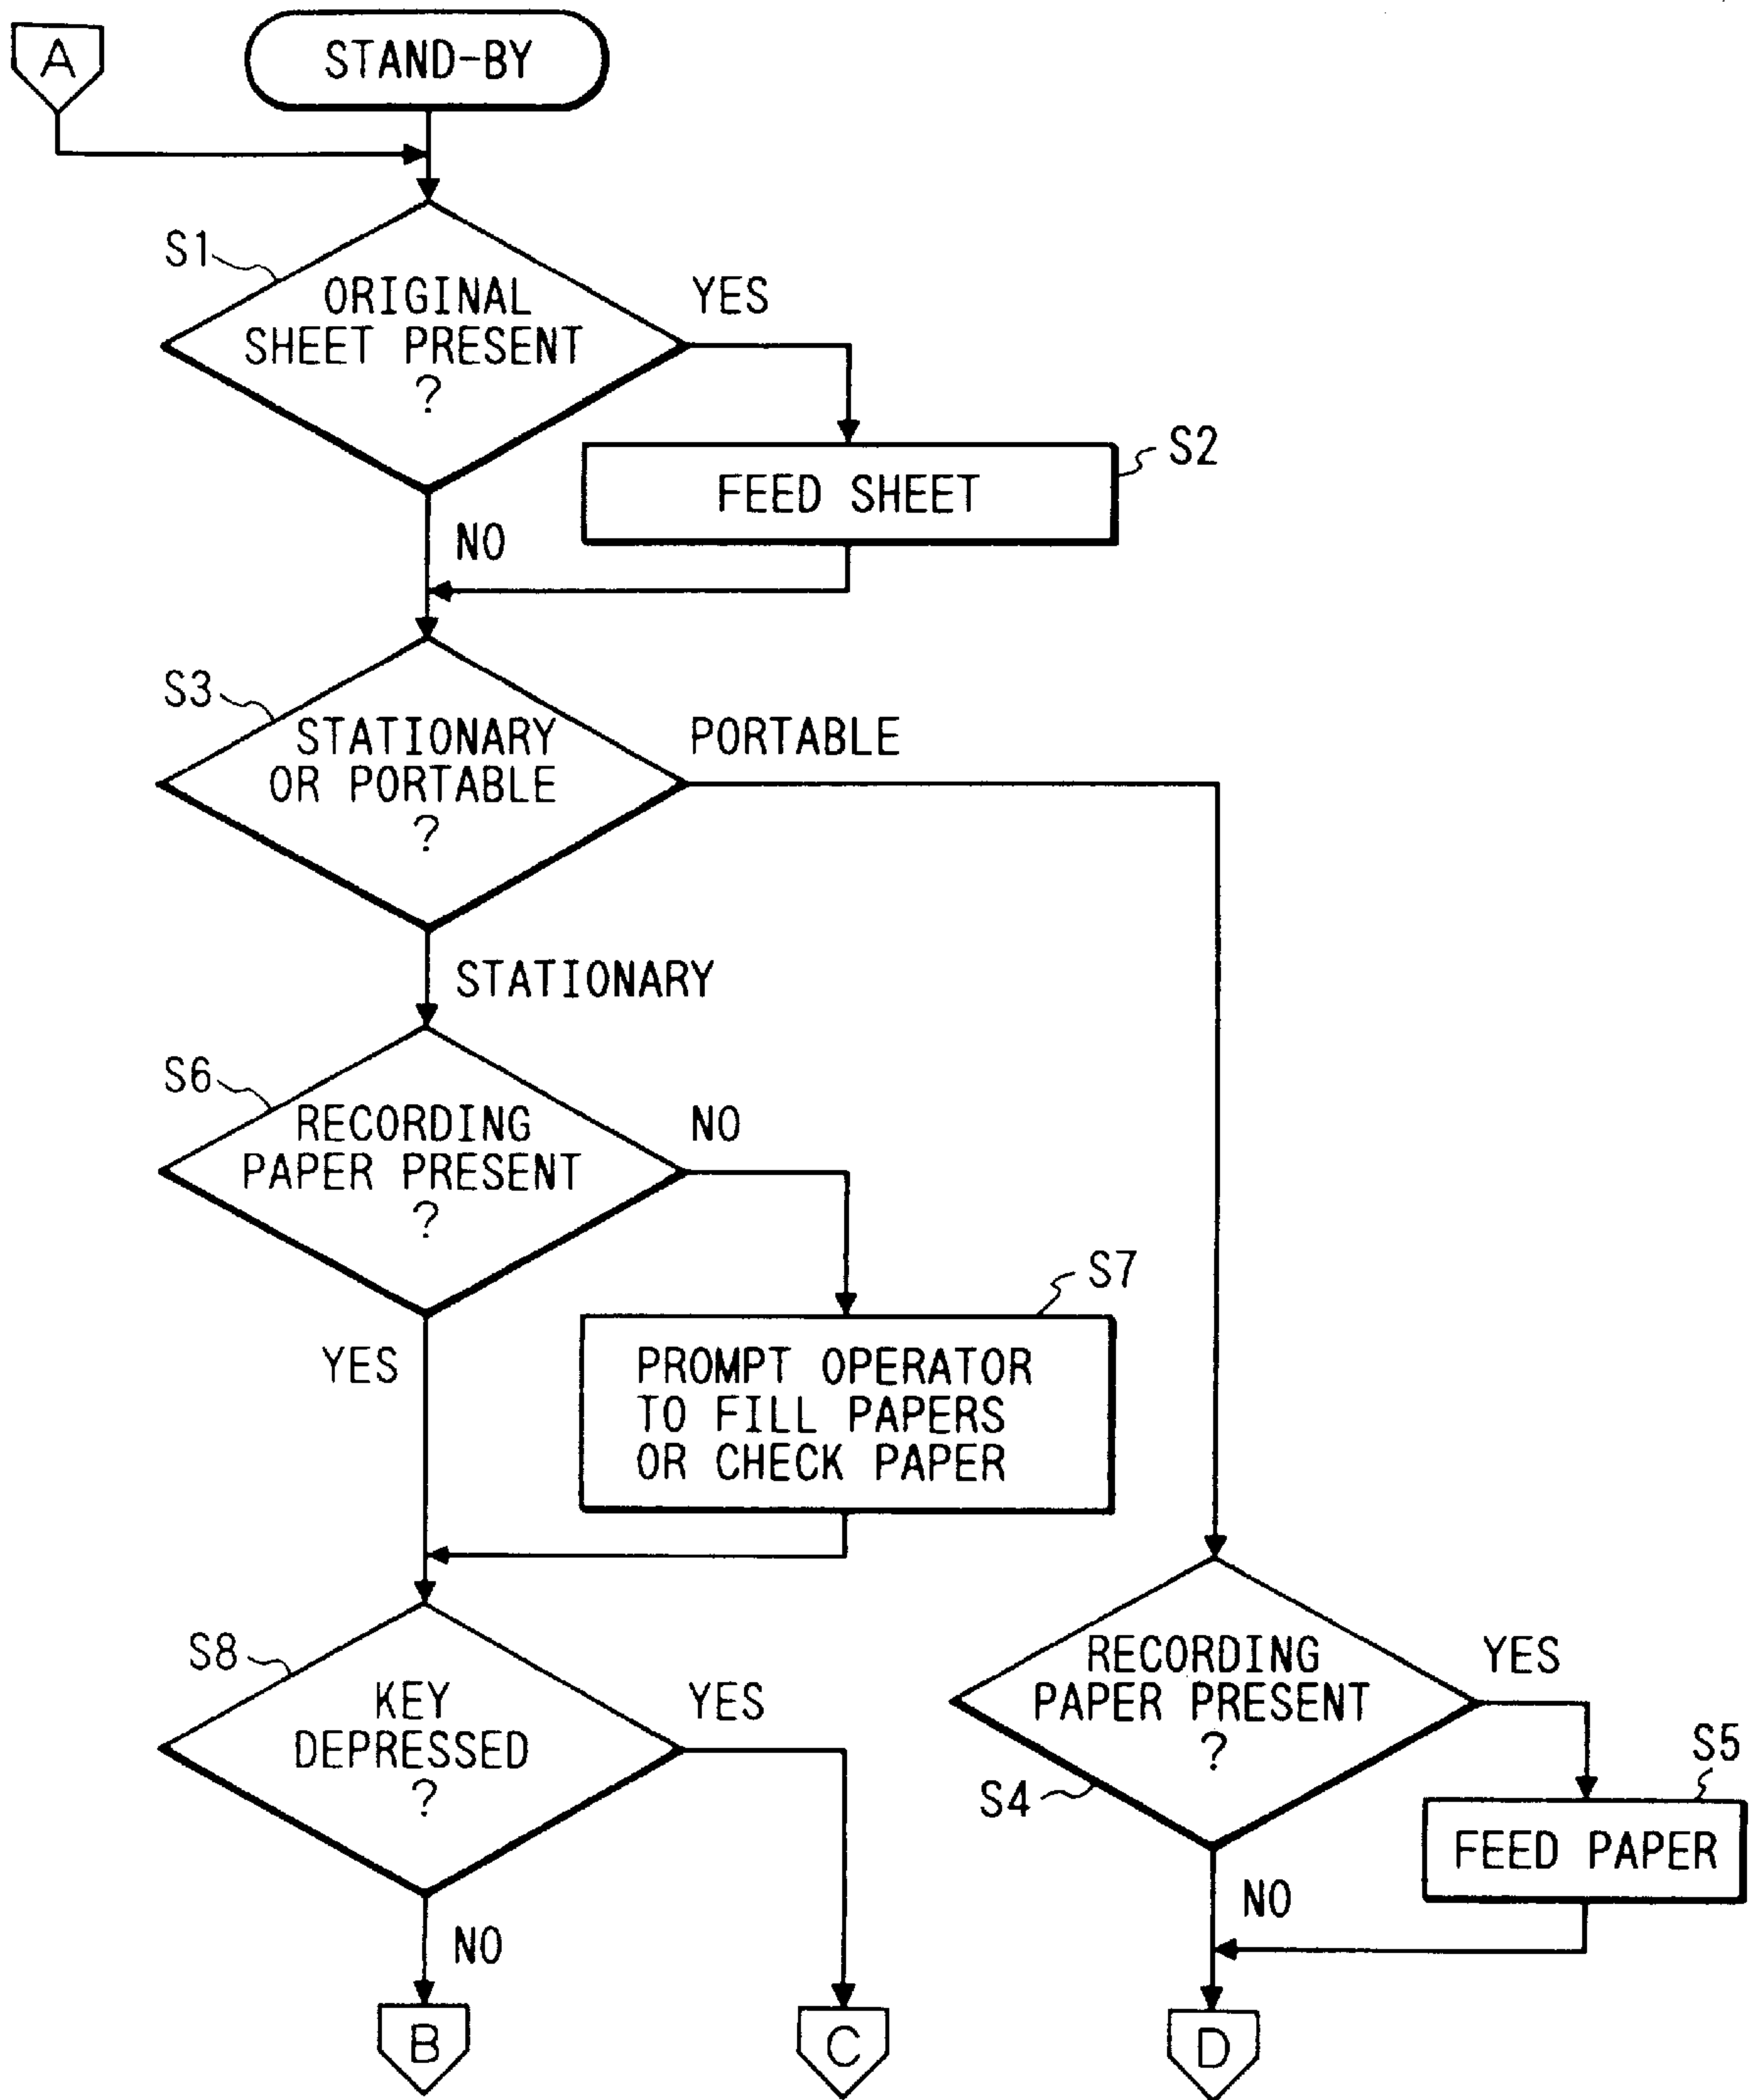 A
STAND-BY
S1
ORIGINAL
SHEET PRESENT
?
YES
S2
FEED SHEET
NO
S3
STATIONARY
OR PORTABLE
?
PORTABLE
STATIONARY
S6
RECORDING
PAPER PRESENT
?
NO
S7
PROMPT OPERATOR
TO FILL PAPERS
OR CHECK PAPER
YES
S8
KEY
DEPRESSED
?
YES
NO
RECORDING
PAPER PRESENT
?
YES
S4
S5
FEED PAPER
NO
B
C
D